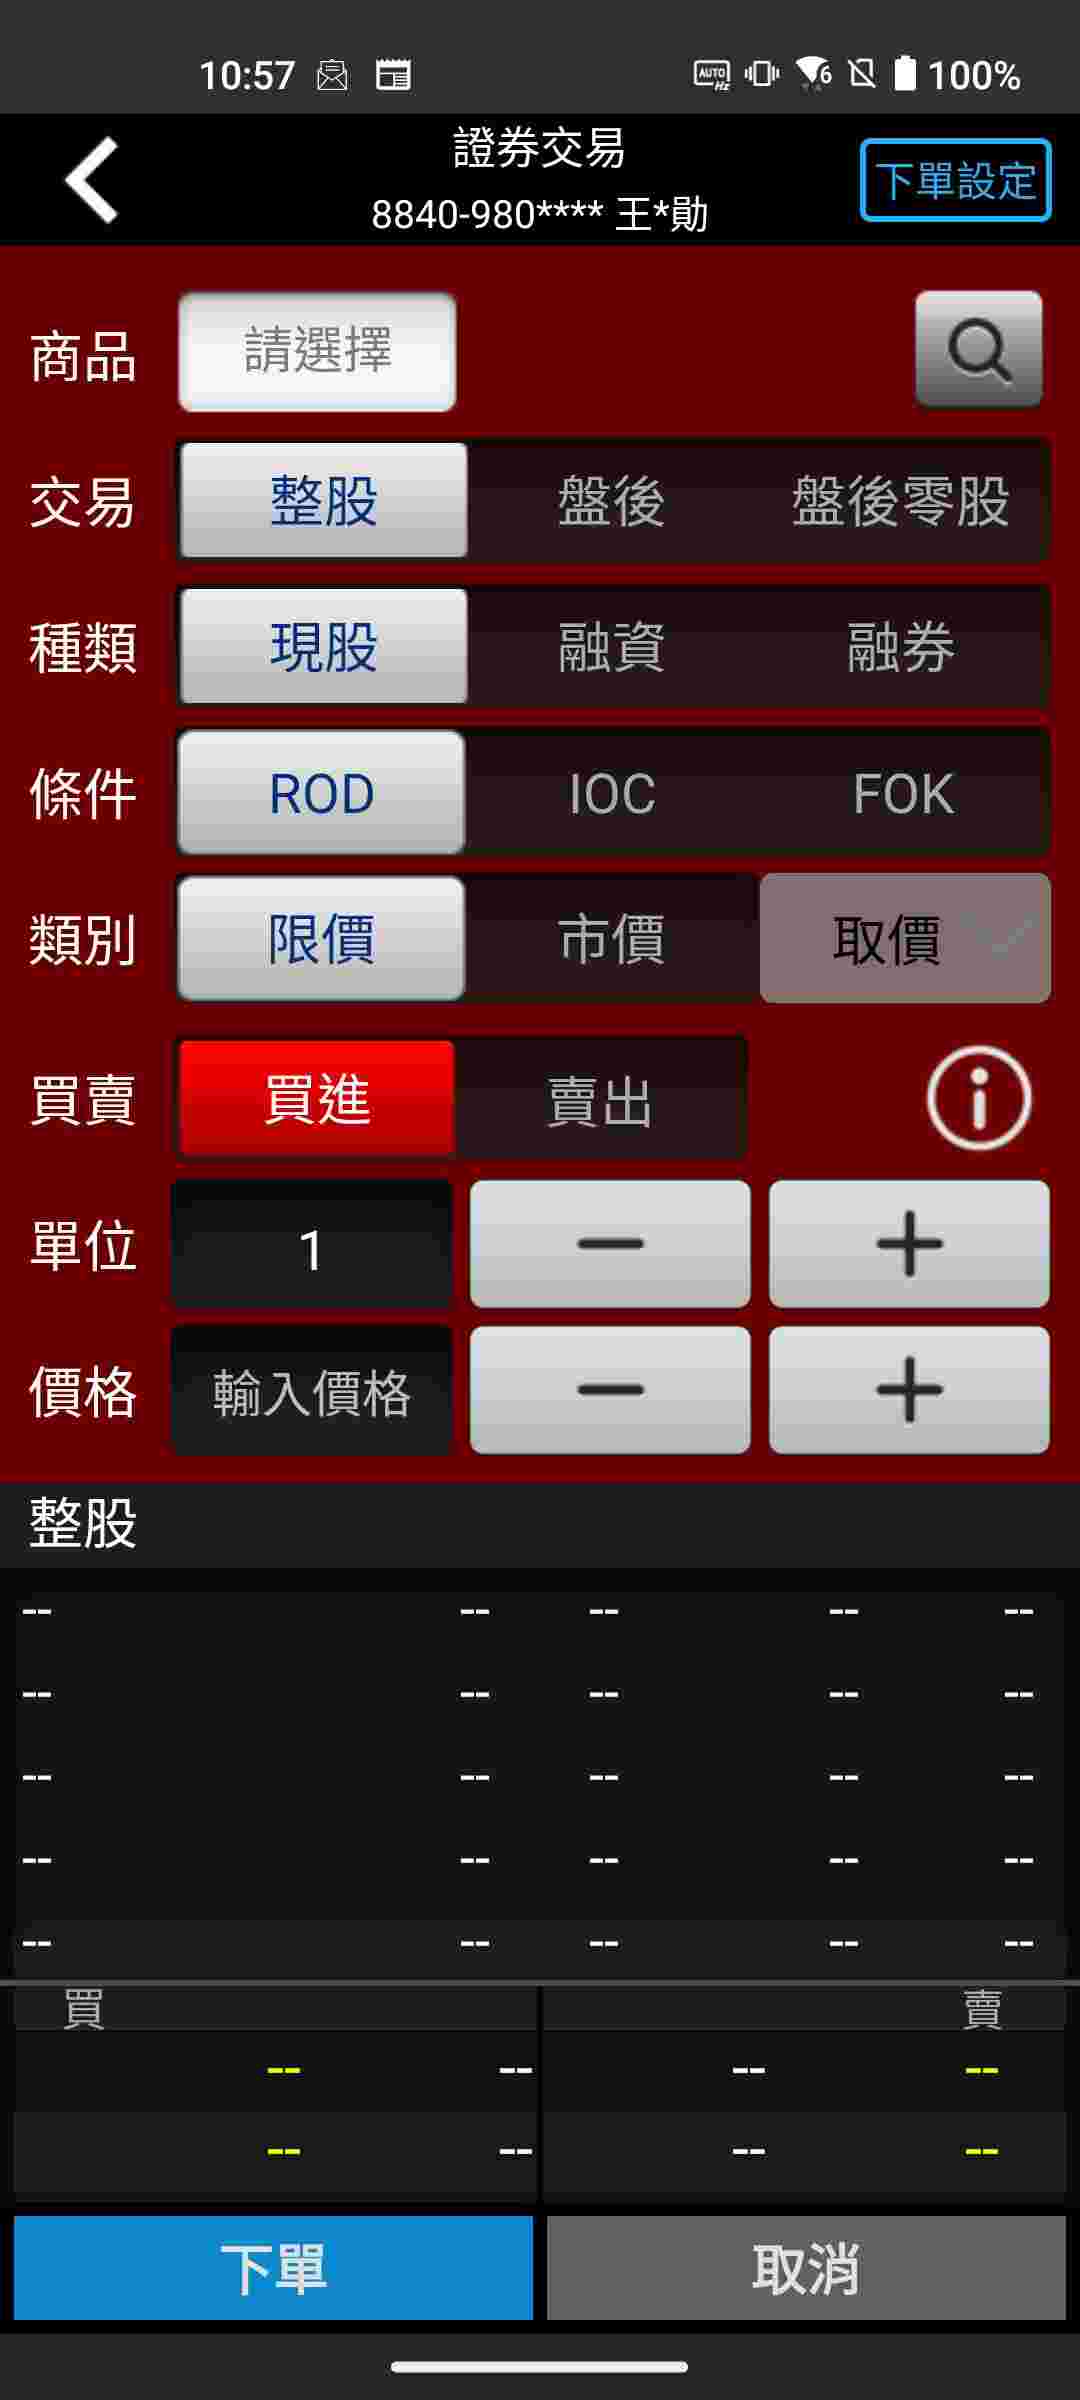 10:57 AUTO Hz 6 100%
證券交易
8840-980**** 王*勛
下單設定
商品 請選擇
交易 整股 盤後 盤後零股
種類 現股 融資 融券
條件 ROD IOC FOK
類別 限價 市價 取價
買賣 買進 賣出
單位 1 — +
價格 輸入價格 — +
整股
-- -- -- -- --
-- -- -- -- --
-- -- -- -- --
-- -- -- -- --
-- -- -- -- --
買 賣
-- -- -- --
-- -- -- --
下單 取消